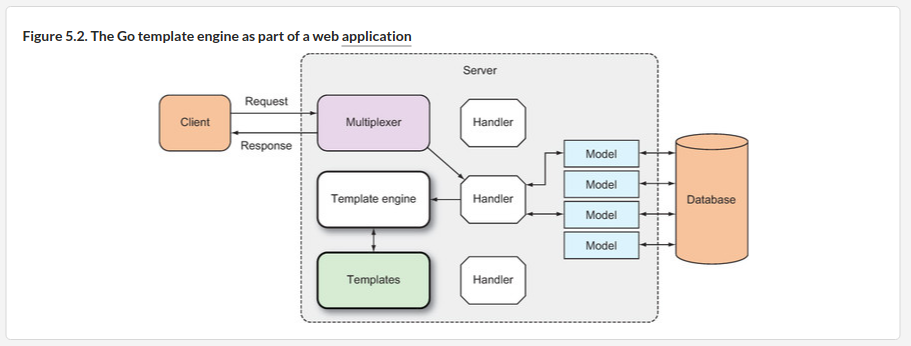 Figure 5.2. The Go template engine as part of a web application
Server
Request
Client
Multiplexer
Handler
Response
Model
Model
Template engine
Handler
Database
Model
Model
Templates
Handler